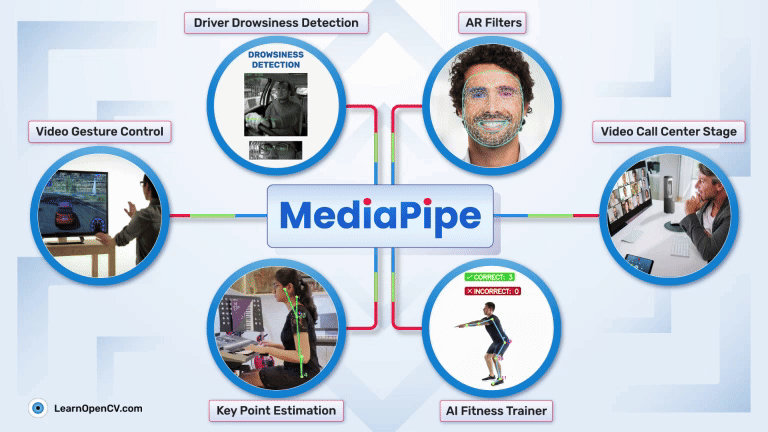 Driver Drowsiness Detection
AR Filters
DROWSINESS
DETECTION
Video Gesture Control
Video Call Center Stage
MediaPipe
CORRECT: 3
INCORRECT: 0
Key Point Estimation
AI Fitness Trainer
LearnOpenCV.com